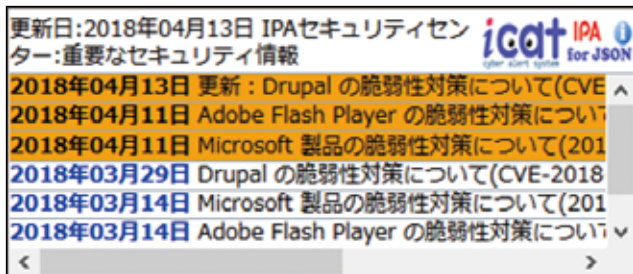 更新日:2018年04月13日 IPAセキュリティセン
ター:重要なセキュリティ情報
icat IPA
cyber alert system for JSON
2018年04月13日 更新：Drupal の脆弱性対策について(CVE
2018年04月11日 Adobe Flash Player の脆弱性対策について
2018年04月11日 Microsoft 製品の脆弱性対策について(201
2018年03月29日 Drupal の脆弱性対策について(CVE-2018
2018年03月14日 Microsoft 製品の脆弱性対策について(201
2018年03月14日 Adobe Flash Player の脆弱性対策について